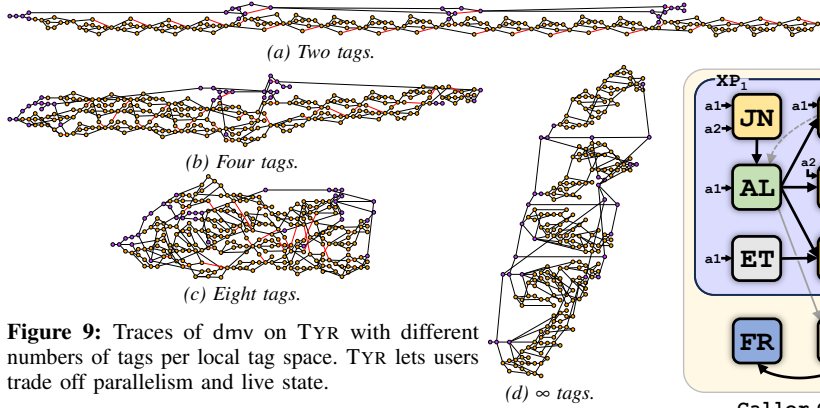 (a) Two tags.
(b) Four tags.
(c) Eight tags.
Figure 9: Traces of dmv on TYR with different
numbers of tags per local tag space. TYR lets users
trade off parallelism and live state.
(d) ∞ tags.
XP1
a1
JN
a1
a2
a2
a1
AL
a1
ET
FR